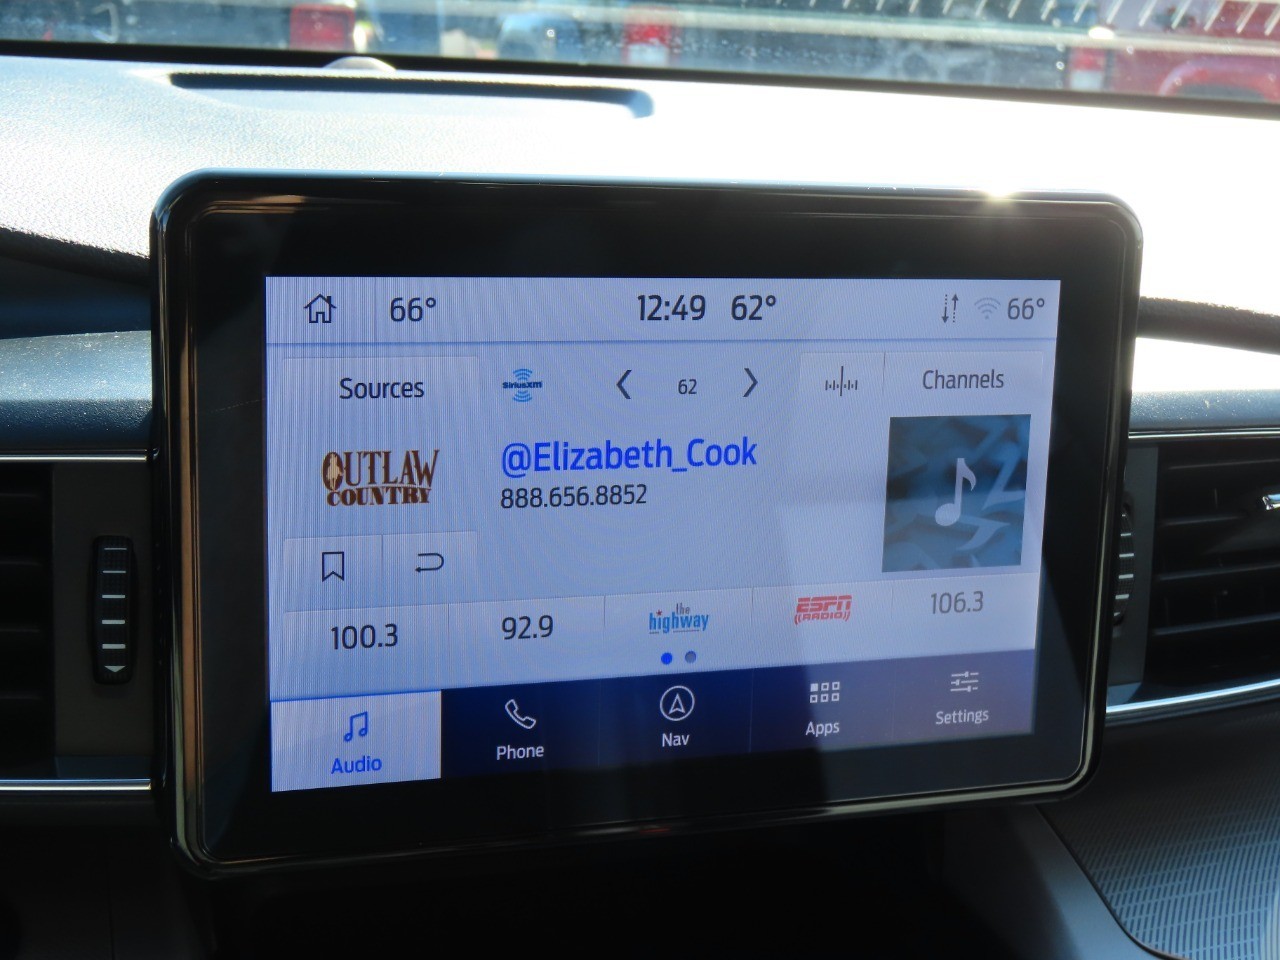 66°
12:49 62°
66°
Sources
SiriusXM
62
Channels
OUTLAW
COUNTRY
@Elizabeth_Cook
888.656.8852
100.3
92.9
the
highway
ESPN
RADIO
106.3
Audio
Phone
Nav
Apps
Settings